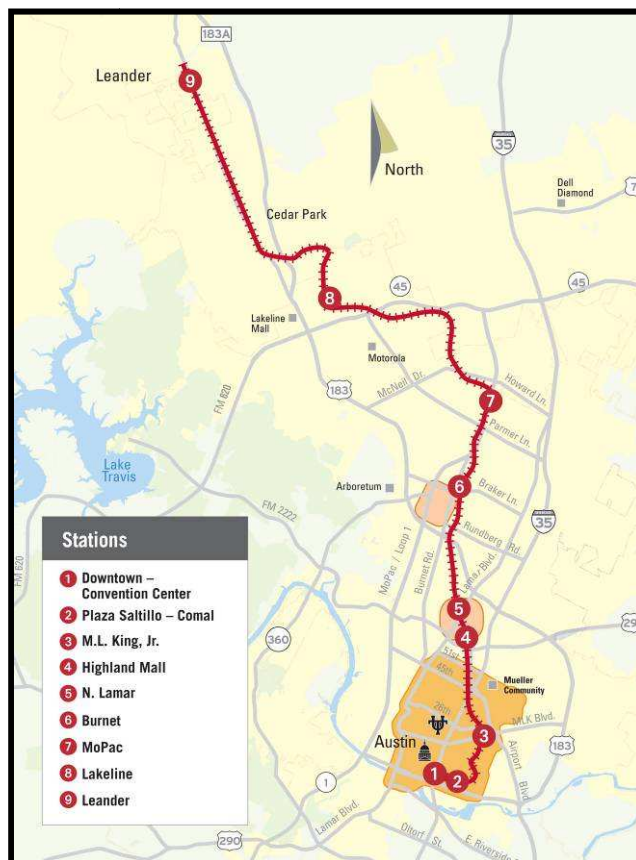 183A
Leander
9
35
North
Dell
Diamond
Cedar Park
8
45
45
Lakeline
Mall
Motorola
McNeil Dr.
Howard Ln.
183
7
FM 620
Parmer Ln.
Lake
Travis
Arboretum
6
Braker Ln.
FM 2222
Rundberg Rd.
35
MoPac / Loop 1
Burnet Rd.
Lamar Blvd.
FM 620
5
4
290
360
51st
45th
Mueller
Community
26th
MLK Blvd.
3
Austin
Airport
Blvd.
183
1
2
1
Lamar Blvd.
290
Oltorf St.
E. Riverside
Stations
1 Downtown –
Convention Center
2 Plaza Saltillo – Comal
3 M.L. King, Jr.
4 Highland Mall
5 N. Lamar
6 Burnet
7 MoPac
8 Lakeline
9 Leander